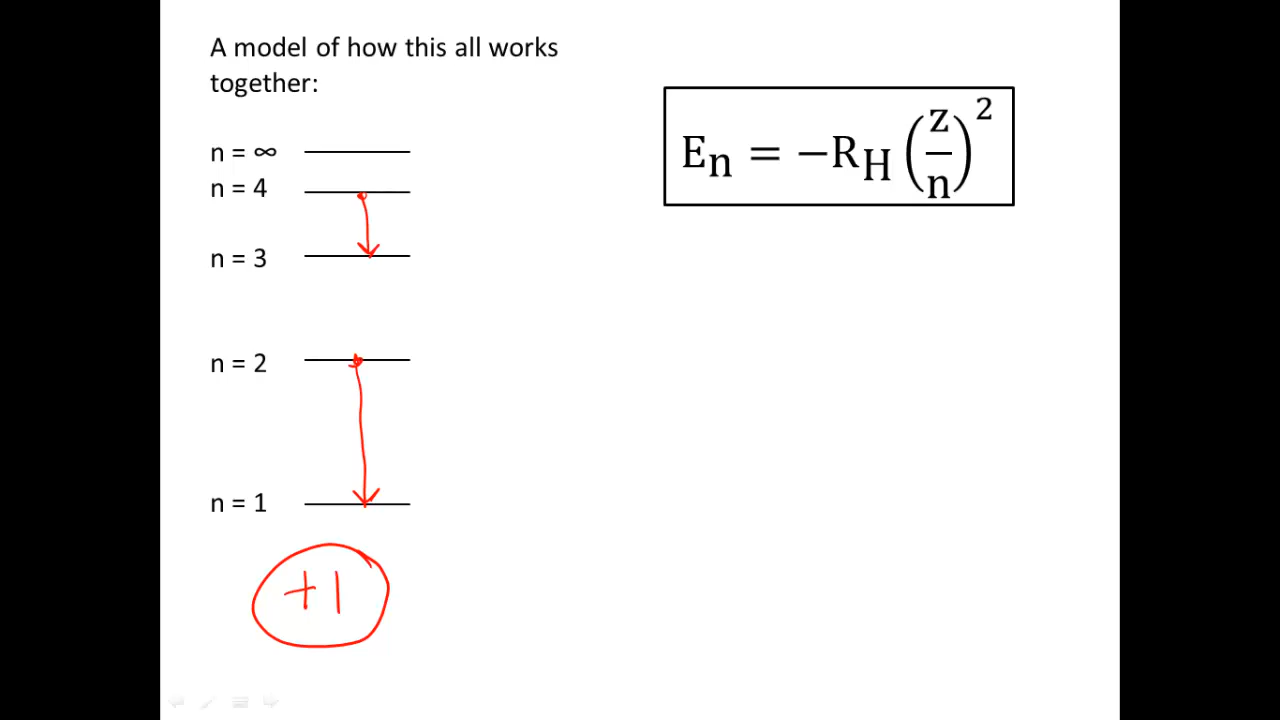 A model of how this all works
together:
n = ∞
n = 4
n = 3
n = 2
n = 1
+1
Eₙ = −R_H (z/n)²